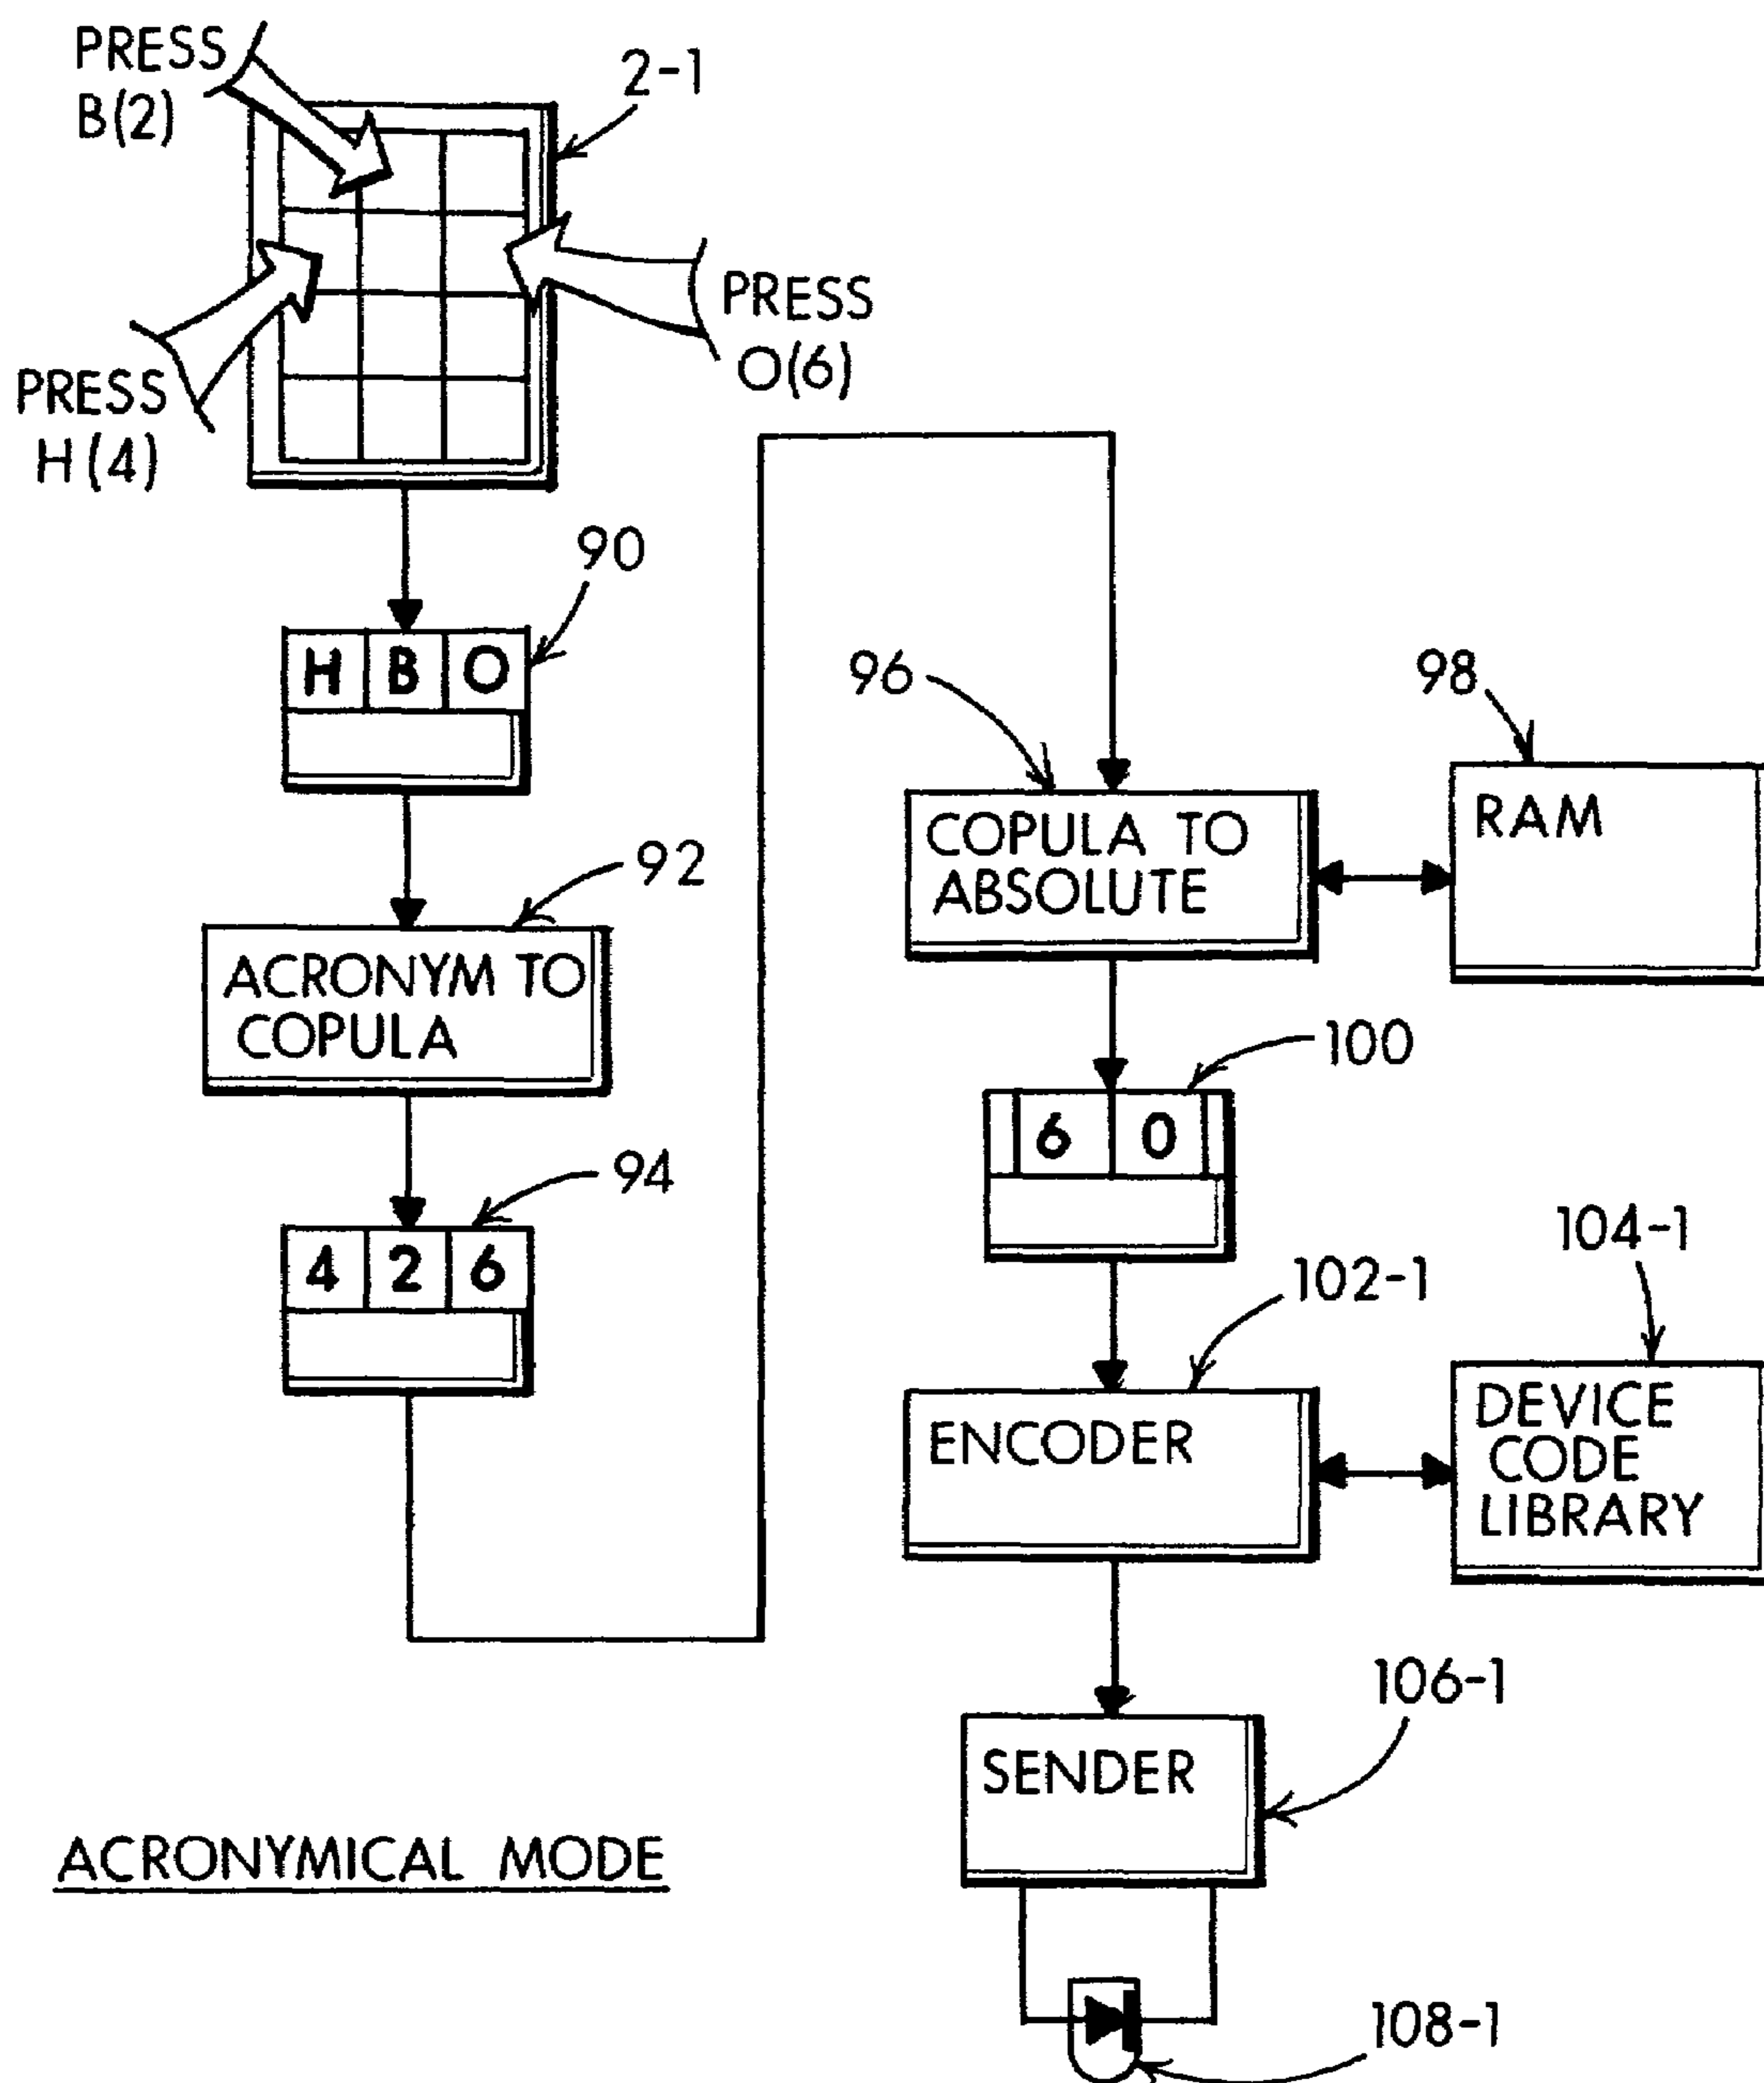 PRESS
B(2)
2-1
PRESS
O(6)
PRESS
H(4)
90
H B O
92
ACRONYM TO
COPULA
94
4 2 6
96
COPULA TO
ABSOLUTE
98
RAM
100
6 0
102-1
ENCODER
104-1
DEVICE
CODE
LIBRARY
106-1
SENDER
108-1
ACRONYMICAL MODE